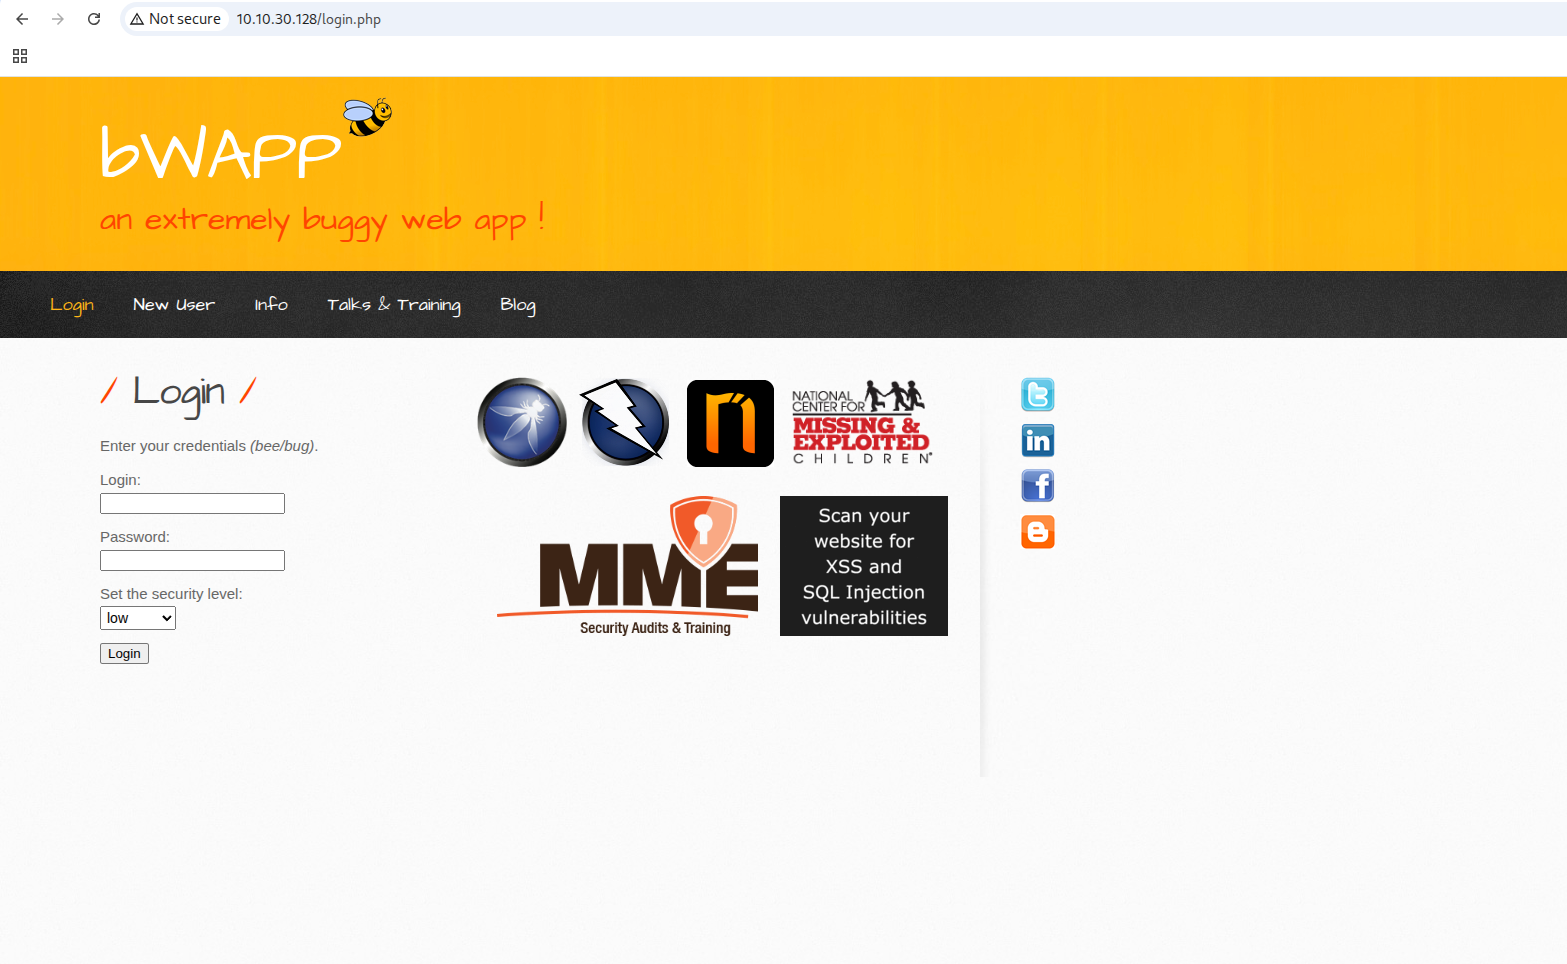 Not secure 10.10.30.128/login.php
bWAPP
an extremely buggy web app !
Login New User Info Talks & Training Blog
/ Login /
Enter your credentials (bee/bug).
Login:
Password:
Set the security level:
low
Login
NATIONAL
CENTER FOR
MISSING &
EXPLOITED
CHILDREN®
MME
Security Audits & Training
Scan your
website for
XSS and
SQL Injection
vulnerabilities